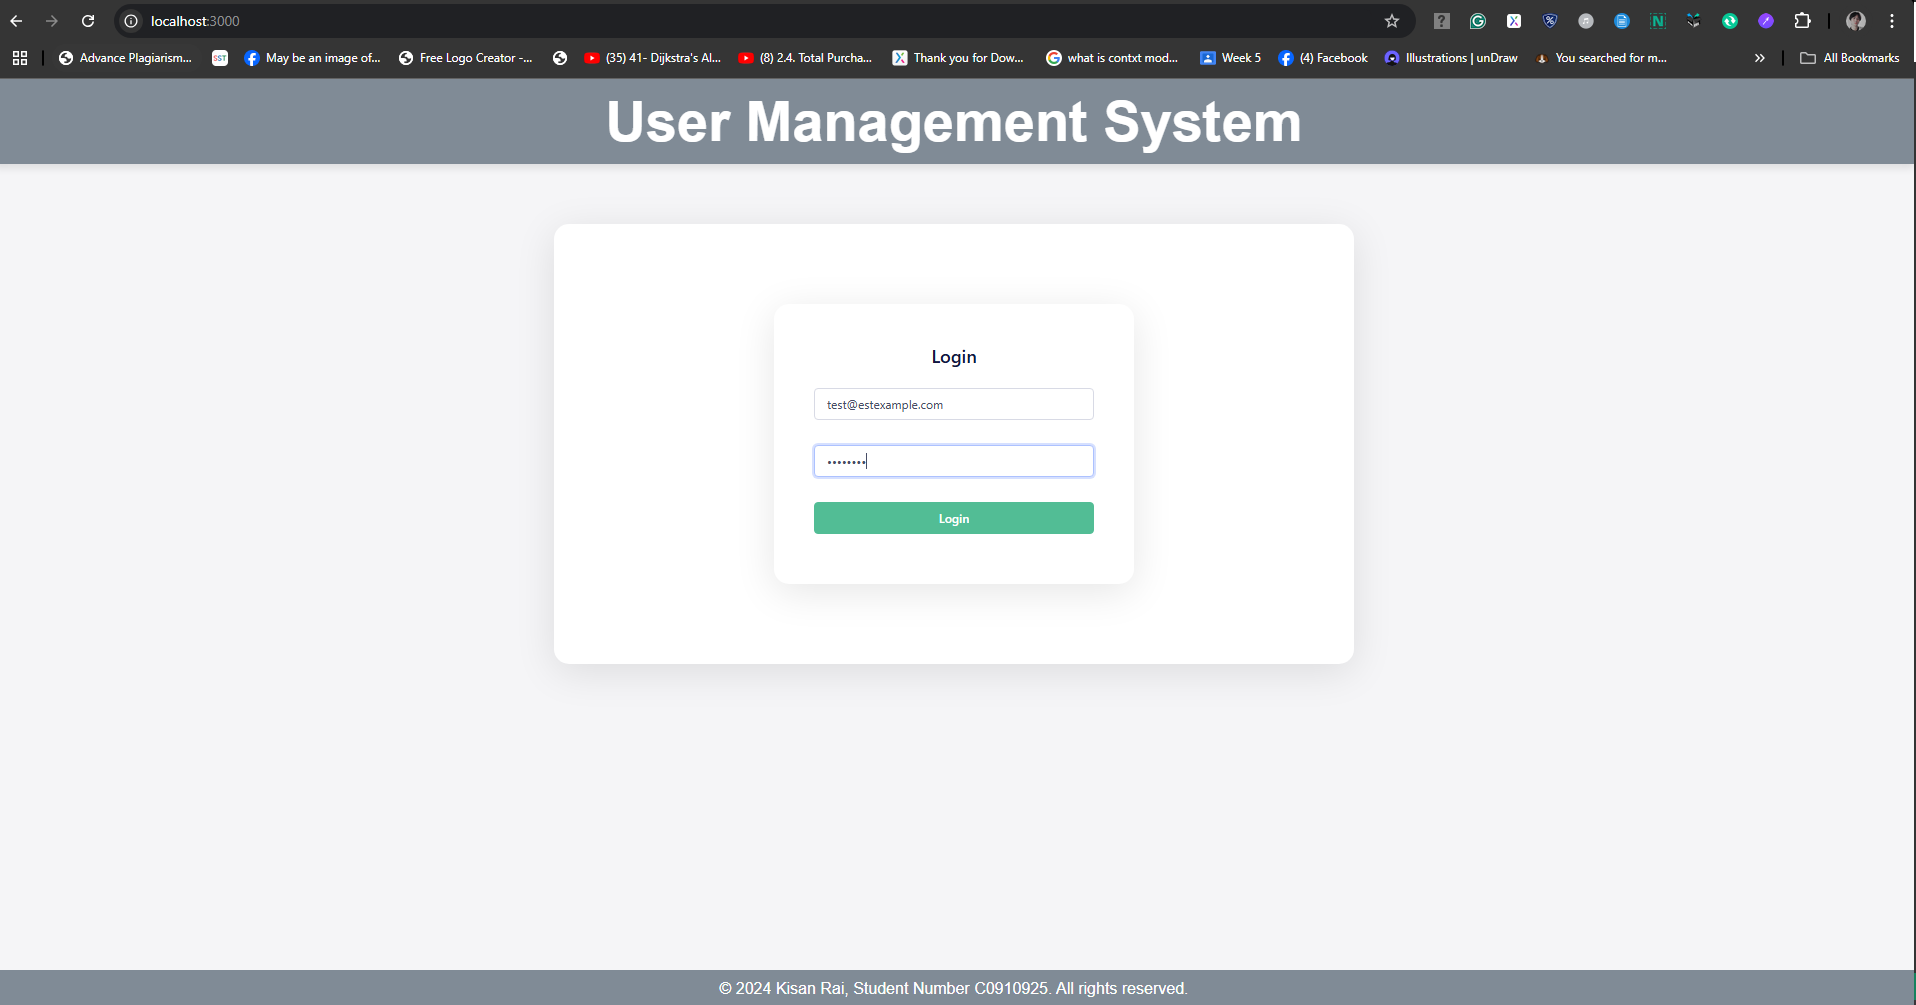 localhost:3000
Advance Plagiarism...
SST
May be an image of...
Free Logo Creator -...
(35) 41- Dijkstra's Al...
(8) 2.4. Total Purcha...
Thank you for Dow...
what is contxt mod...
Week 5
(4) Facebook
Illustrations | unDraw
You searched for m...
All Bookmarks
User Management System
Login
test@estexample.com
••••••••
Login
© 2024 Kisan Rai, Student Number C0910925. All rights reserved.